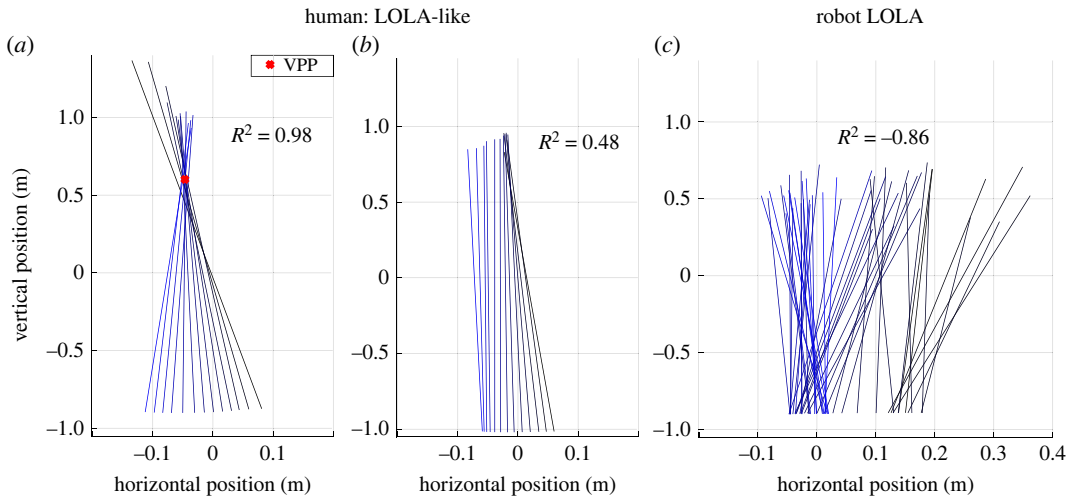 human: LOLA-like
robot LOLA
(a)
(b)
(c)
VPP
R² = 0.98
R² = 0.48
R² = –0.86
vertical position (m)
1.0
0.5
0
–0.5
–1.0
–0.1
0
0.1
horizontal position (m)
1.0
0.5
0
–0.5
–1.0
–0.1
0
0.1
horizontal position (m)
1.0
0.5
0
–0.5
–1.0
–0.1
0
0.1
0.2
0.3
0.4
horizontal position (m)